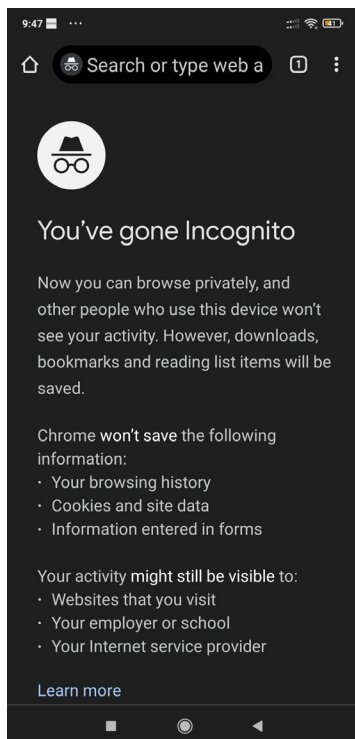 9:47 ... 41
Search or type web a 1
You've gone Incognito
Now you can browse privately, and
other people who use this device won't
see your activity. However, downloads,
bookmarks and reading list items will be
saved.
Chrome won't save the following
information:
· Your browsing history
· Cookies and site data
· Information entered in forms
Your activity might still be visible to:
· Websites that you visit
· Your employer or school
· Your Internet service provider
Learn more